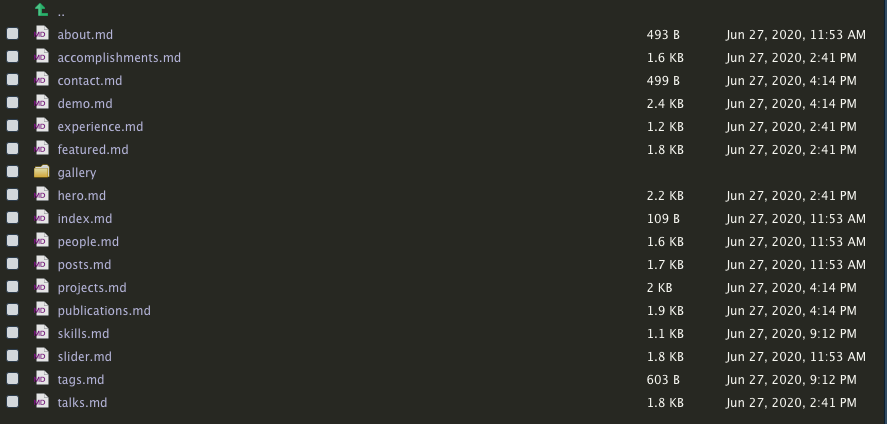 ..
about.md 493 B Jun 27, 2020, 11:53 AM
accomplishments.md 1.6 KB Jun 27, 2020, 2:41 PM
contact.md 499 B Jun 27, 2020, 4:14 PM
demo.md 2.4 KB Jun 27, 2020, 4:14 PM
experience.md 1.2 KB Jun 27, 2020, 2:41 PM
featured.md 1.8 KB Jun 27, 2020, 2:41 PM
gallery
hero.md 2.2 KB Jun 27, 2020, 2:41 PM
index.md 109 B Jun 27, 2020, 11:53 AM
people.md 1.6 KB Jun 27, 2020, 11:53 AM
posts.md 1.7 KB Jun 27, 2020, 11:53 AM
projects.md 2 KB Jun 27, 2020, 4:14 PM
publications.md 1.9 KB Jun 27, 2020, 4:14 PM
skills.md 1.1 KB Jun 27, 2020, 9:12 PM
slider.md 1.8 KB Jun 27, 2020, 11:53 AM
tags.md 603 B Jun 27, 2020, 9:12 PM
talks.md 1.8 KB Jun 27, 2020, 2:41 PM